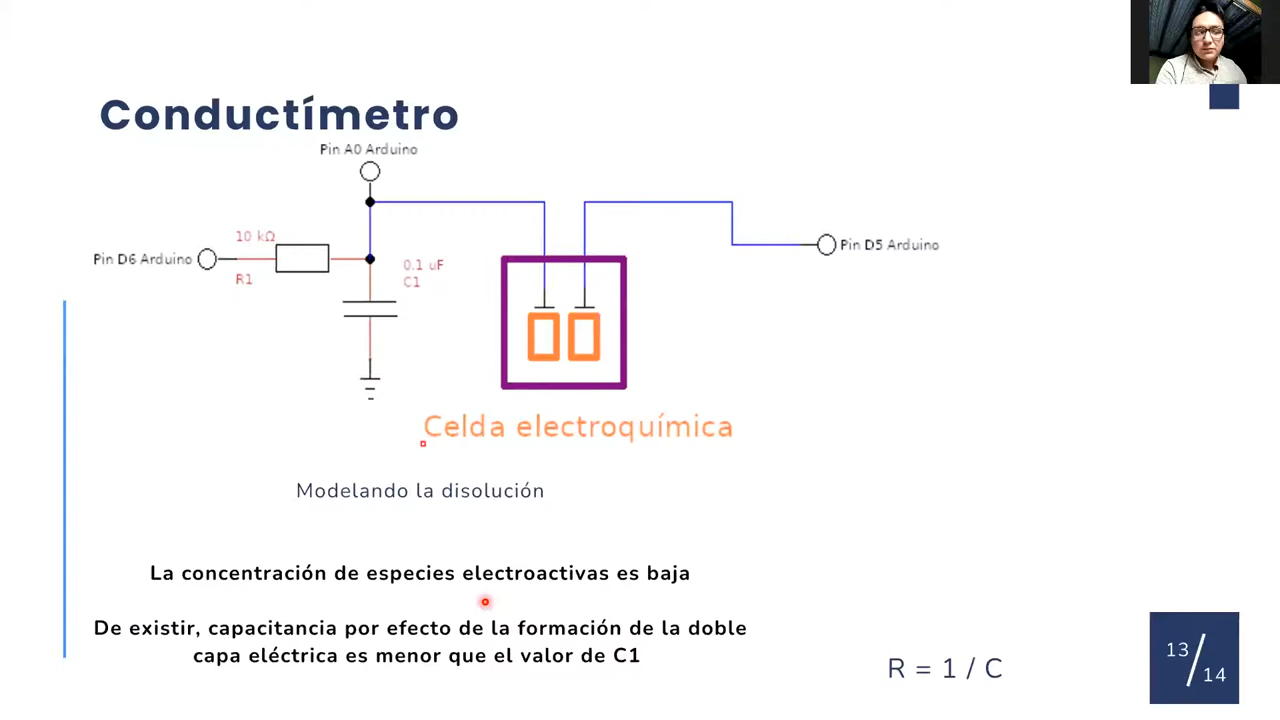 Conductímetro
Pin A0 Arduino
10 kΩ
Pin D6 Arduino
R1
0.1 uF
C1
Pin D5 Arduino
Celda electroquímica
Modelando la disolución
La concentración de especies electroactivas es baja
De existir, capacitancia por efecto de la formación de la doble
capa eléctrica es menor que el valor de C1
R = 1 / C
13/14